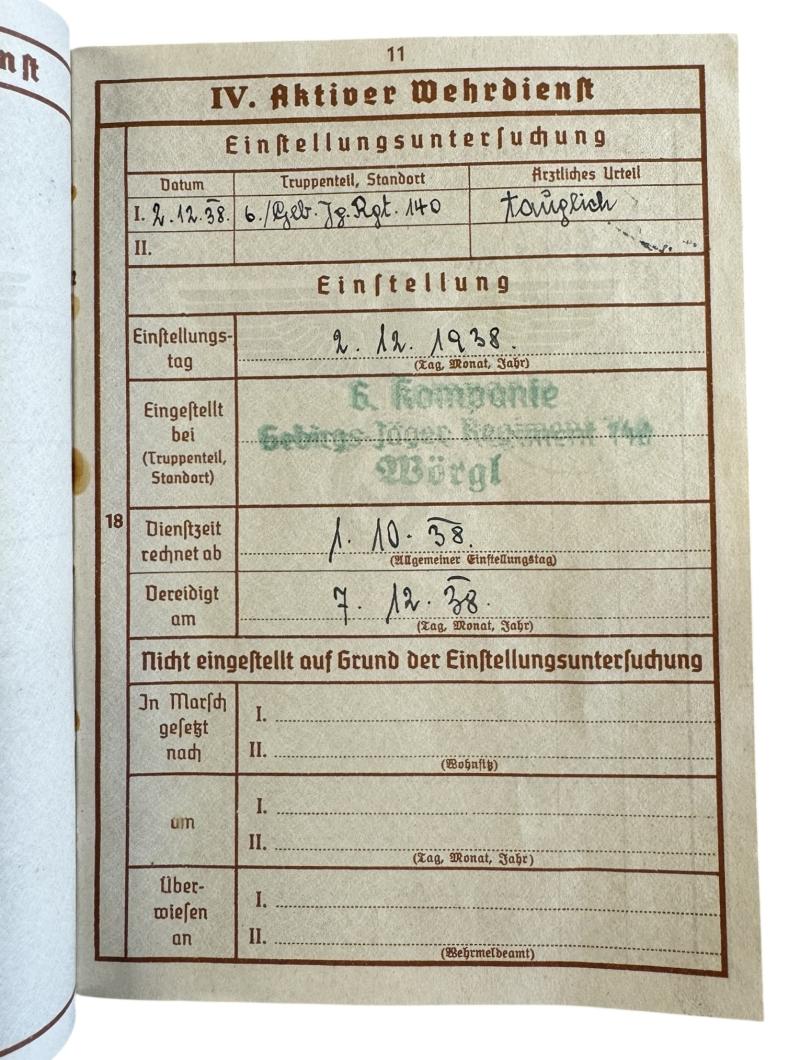 nst
11
IV. Aktiver Wehrdienst
Einstellungsuntersuchung
Datum Truppenteil, Standort Ärztliches Urteil
I. 2.12.38. 6./Geb. Jg. Rgt. 140 tauglich
II.
Einstellung
Einstellungs-
tag
2. 12. 1938.
(Tag, Monat, Jahr)
Eingestellt
bei
(Truppenteil,
Standort)
6. Kompanie
Gebirgs Jäger Regiment 140
Wörgl
18
Dienstzeit
rechnet ab
1. 10. 38.
(Allgemeiner Einstellungstag)
Vereidigt
am
7. 12. 38.
(Tag, Monat, Jahr)
Nicht eingestellt auf Grund der Einstellungsuntersuchung
In Marsch
gesetzt
nach
I.
II.
(Wohnsitz)
am
I.
II.
(Tag, Monat, Jahr)
Über-
wiesen
an
I.
II.
(Wehrmeldeamt)